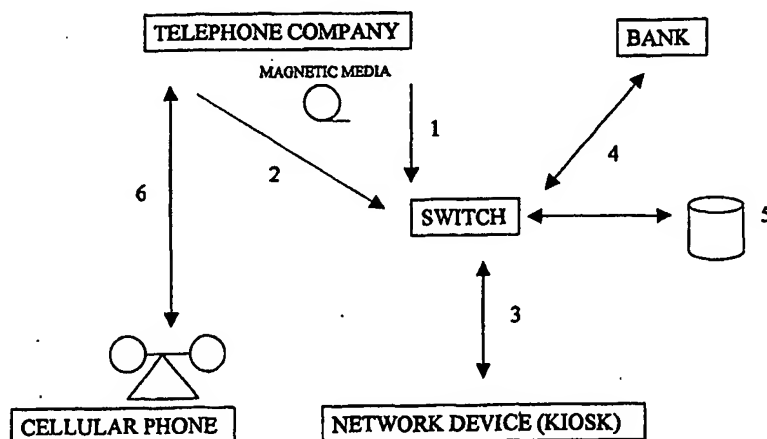 TELEPHONE COMPANY
BANK
MAGNETIC MEDIA
1
2
4
6
SWITCH
5
3
CELLULAR PHONE
NETWORK DEVICE (KIOSK)